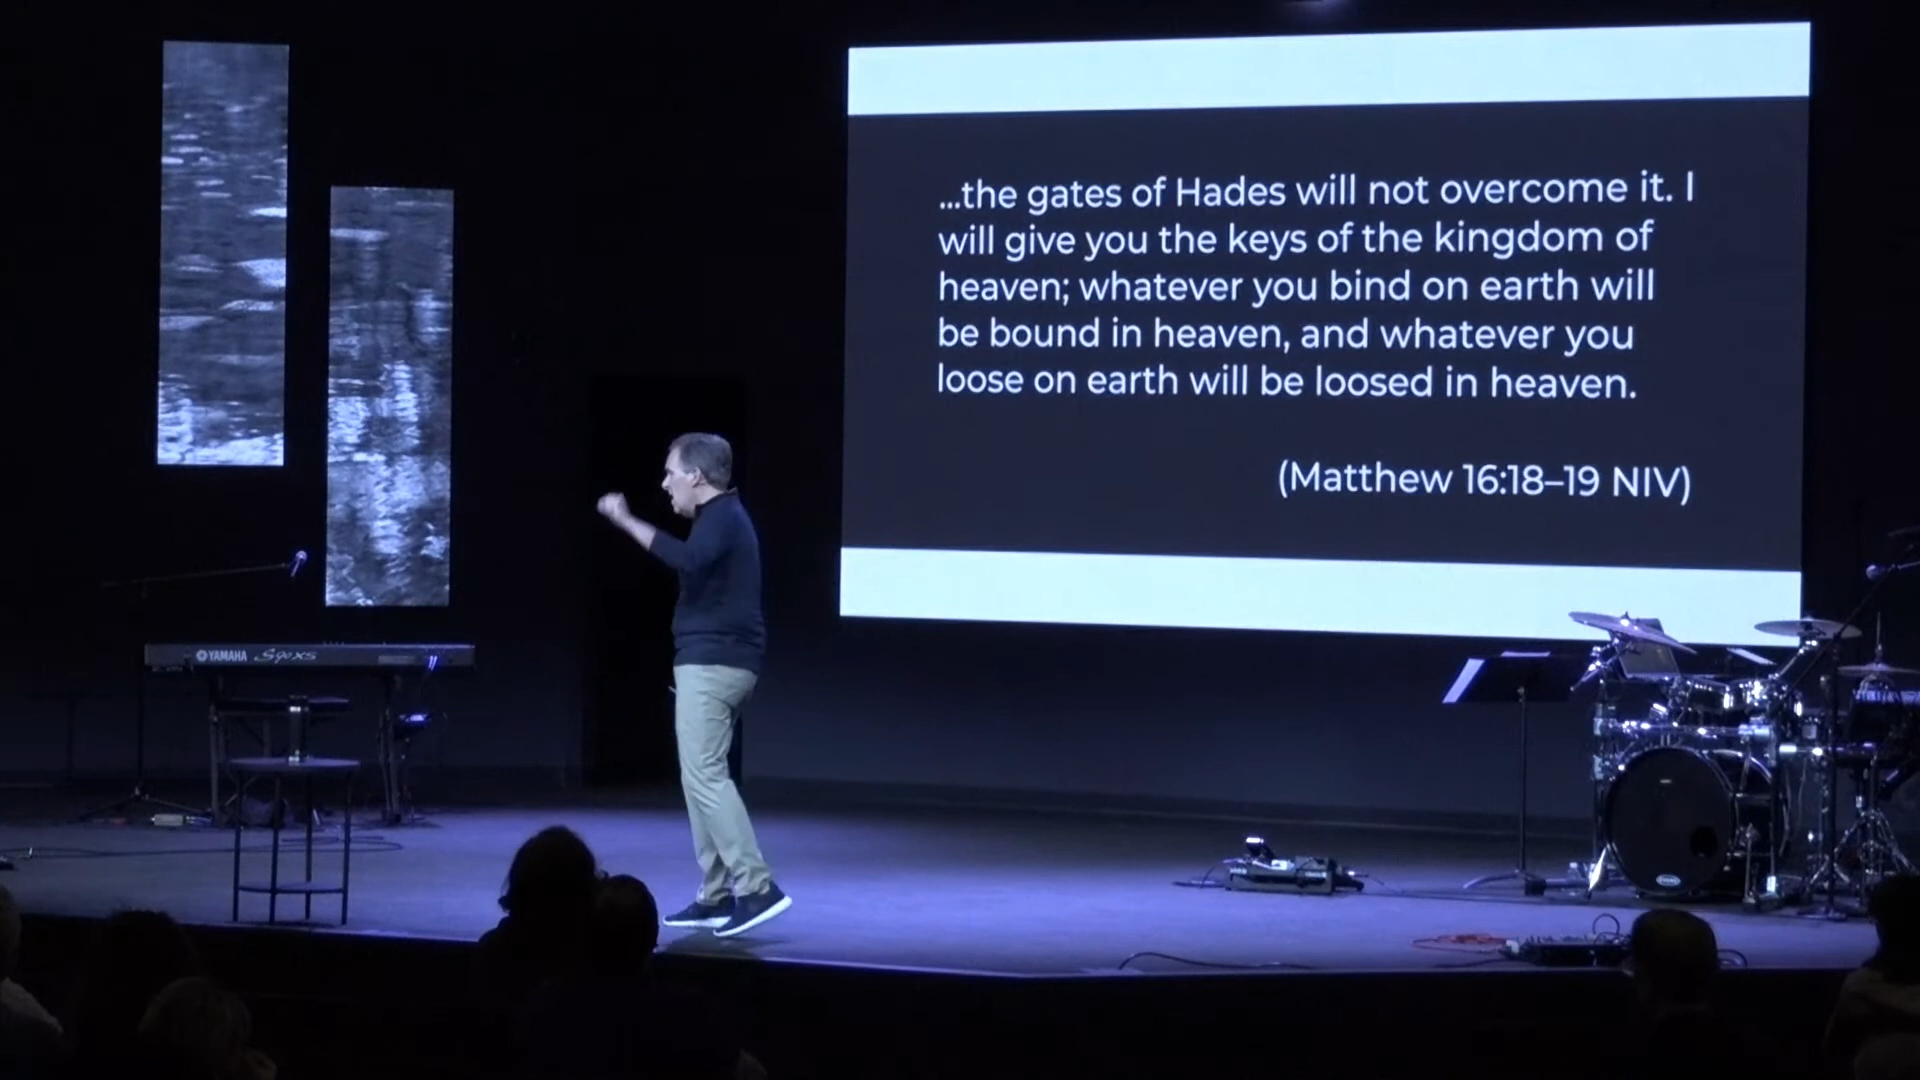 ...the gates of Hades will not overcome it. I
will give you the keys of the kingdom of
heaven; whatever you bind on earth will
be bound in heaven, and whatever you
loose on earth will be loosed in heaven.
(Matthew 16:18–19 NIV)
YAMAHA S90XS